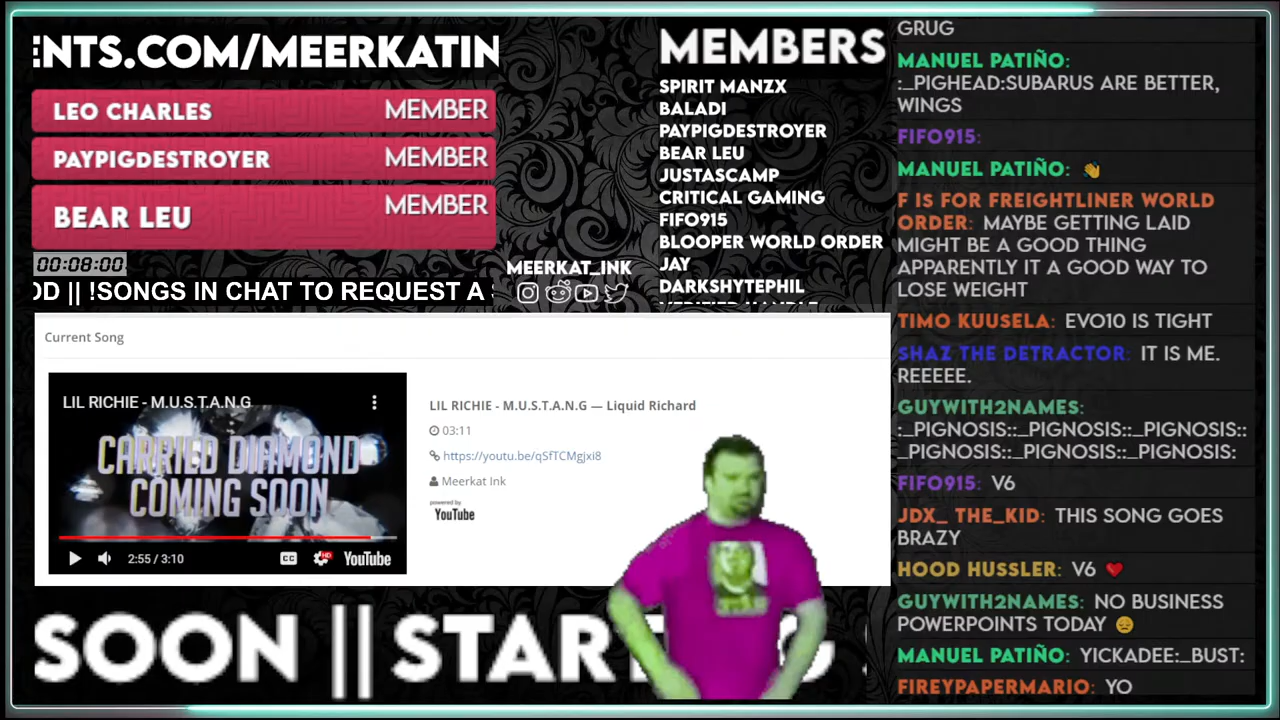 ENTS.COM/MEERKATIN
LEO CHARLES MEMBER
PAYPIGDESTROYER MEMBER
BEAR LEU MEMBER
00:08:00
OD || !SONGS IN CHAT TO REQUEST A
MEERKAT_INK
MEMBERS
SPIRIT MANZX
BALADI
PAYPIGDESTROYER
BEAR LEU
JUSTASCAMP
CRITICAL GAMING
FIFO915
BLOOPER WORLD ORDER
JAY
DARKSHYTEPHIL
Current Song
LIL RICHIE - M.U.S.T.A.N.G
CARRIED DIAMOND
COMING SOON
2:55 / 3:10
CC
HD
YouTube
LIL RICHIE - M.U.S.T.A.N.G — Liquid Richard
03:11
https://youtu.be/qSfTCMgjxi8
Meerkat Ink
powered by
YouTube
SOON || STAR
GRUG
MANUEL PATIÑO:
:_PIGHEAD:SUBARUS ARE BETTER,
WINGS
FIFO915:
MANUEL PATIÑO: 👏
F IS FOR FREIGHTLINER WORLD
ORDER: MAYBE GETTING LAID
MIGHT BE A GOOD THING
APPARENTLY IT A GOOD WAY TO
LOSE WEIGHT
TIMO KUUSELA: EVO10 IS TIGHT
SHAZ THE DETRACTOR: IT IS ME.
REEEEE.
GUYWITH2NAMES:
:_PIGNOSIS::_PIGNOSIS::_PIGNOSIS::
_PIGNOSIS::_PIGNOSIS::_PIGNOSIS:
FIFO915: V6
JDX_ THE_KID: THIS SONG GOES
BRAZY
HOOD HUSSLER: V6 ❤
GUYWITH2NAMES: NO BUSINESS
POWERPOINTS TODAY 😔
MANUEL PATIÑO: YICKADEE:_BUST:
FIREYPAPERMARIO: YO